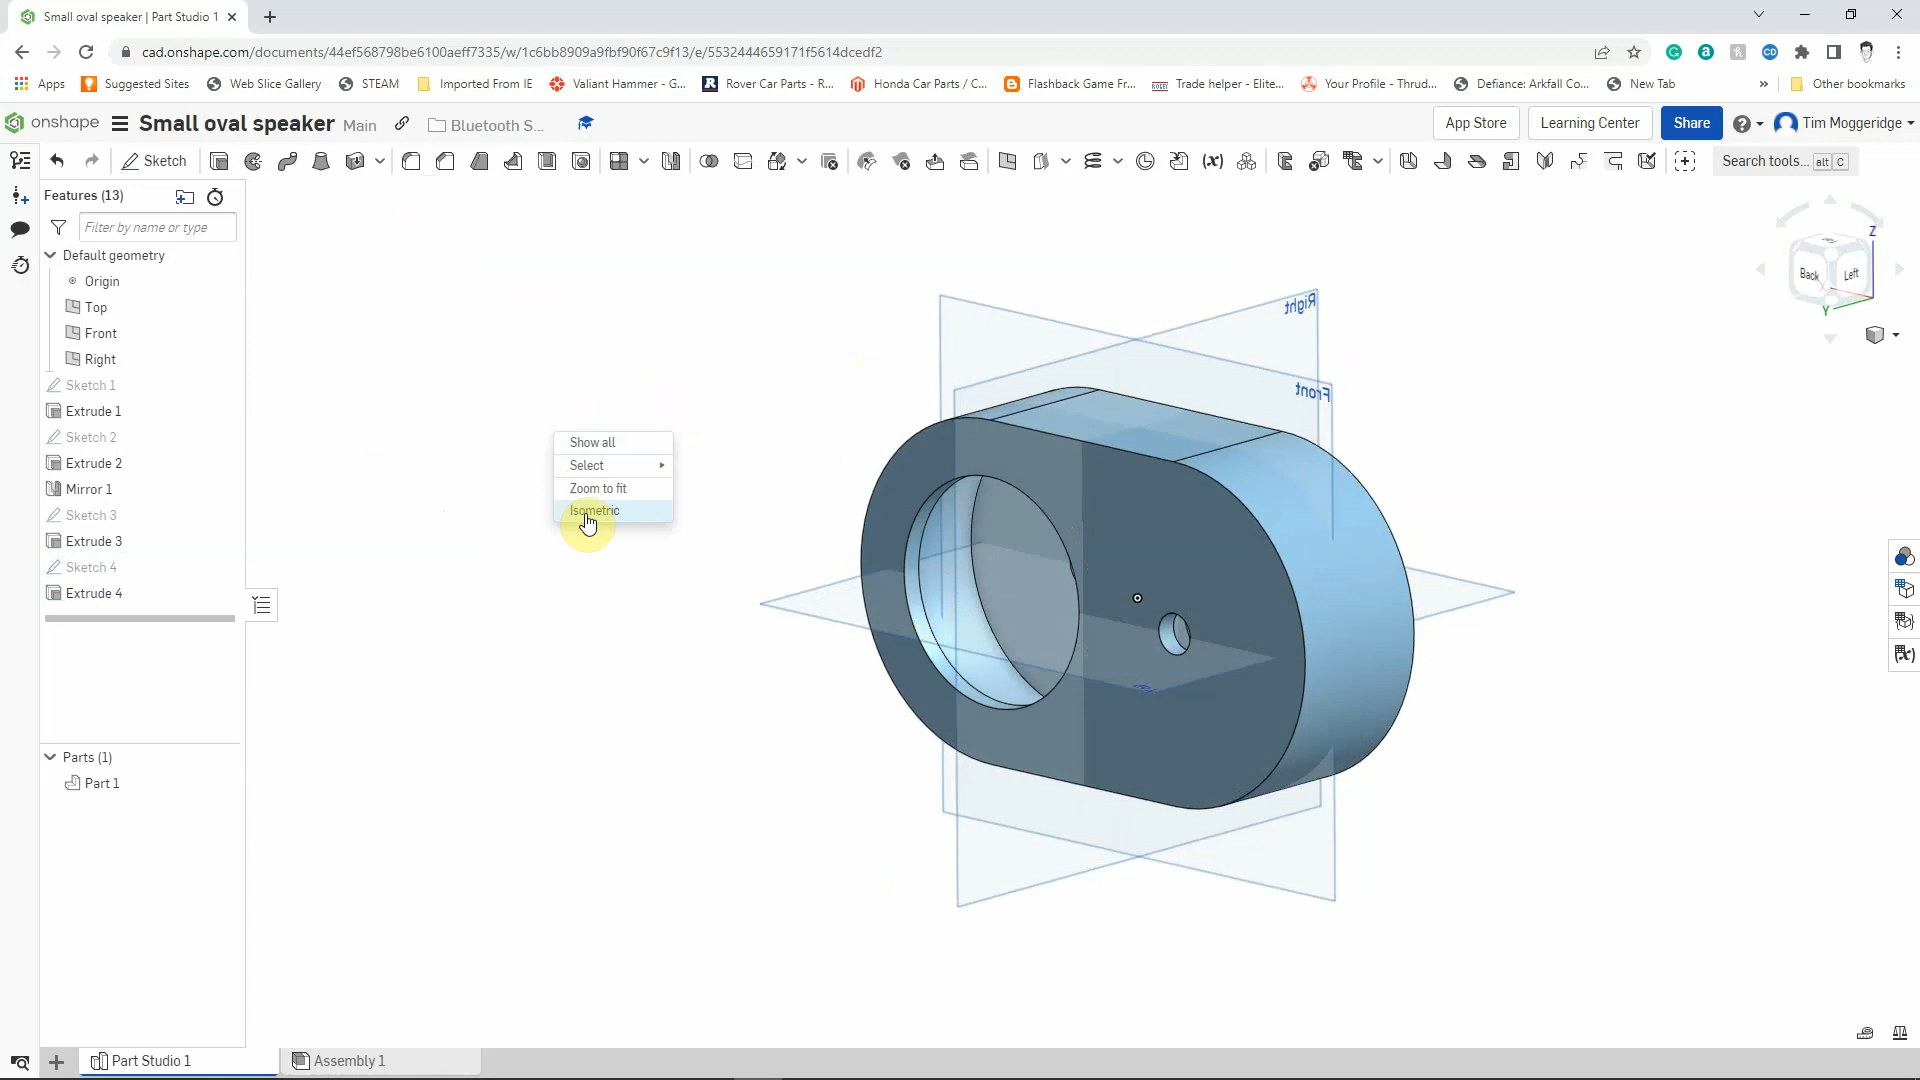 Small oval speaker | Part Studio 1
cad.onshape.com/documents/44ef568798be6100aeff7335/w/1c6bb8909a9fbf90f67c9f13/e/5532444659171f5614dcedf2
Apps Suggested Sites Web Slice Gallery STEAM Imported From IE Valiant Hammer - G... Rover Car Parts - R... Honda Car Parts / C... Flashback Game Fr... Trade helper - Elite... Your Profile - Thrud... Defiance: Arkfall Co... New Tab » Other bookmarks
onshape Small oval speaker Main Bluetooth S... App Store Learning Center Share Tim Moggeridge
Sketch Search tools... alt C
Features (13)
Filter by name or type
Default geometry
Origin
Top
Front
Right
Sketch 1
Extrude 1
Sketch 2
Extrude 2
Mirror 1
Sketch 3
Extrude 3
Sketch 4
Extrude 4
Parts (1)
Part 1
Show all
Select
Zoom to fit
Isometric
Right
Front
Z
Back Left
X
Y
Part Studio 1 Assembly 1